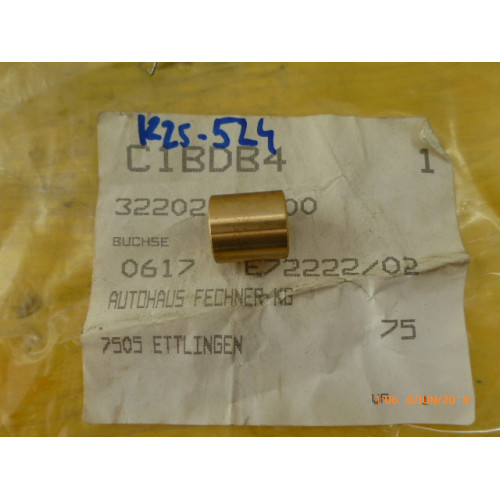 K25-524
C1BDB4 1
32202 00
BUCHSE
0617 E72222/02
AUTOHAUS FECHNER KG
7505 ETTLINGEN 75